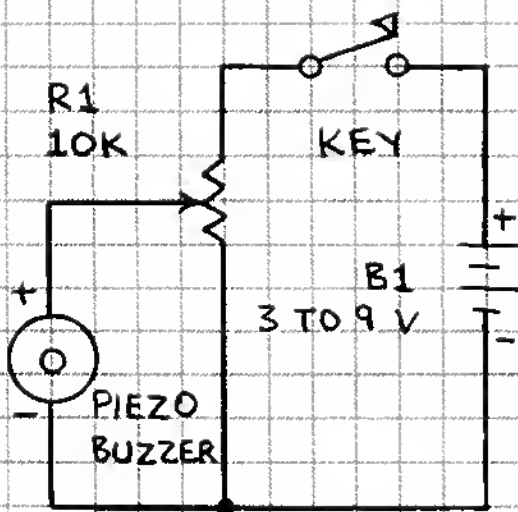 R1
10K
KEY
+
B1
3 TO 9 V
-
+
-
PIEZO
BUZZER